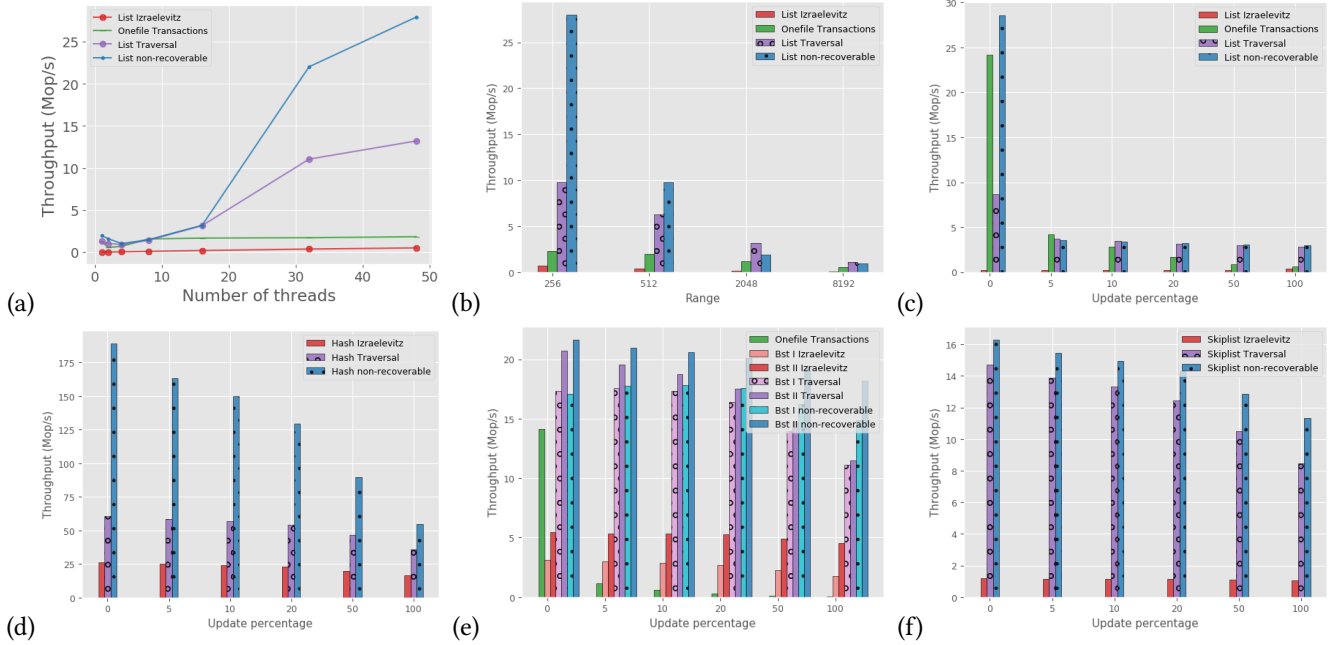 List Izraelevitz
Onefile Transactions
List Traversal
List non-recoverable
Throughput (Mop/s)
25
20
15
10
5
0
0 10 20 30 40 50
Number of threads
(a)
List Izraelevitz
Onefile Transactions
List Traversal
List non-recoverable
Throughput (Mop/s)
25
20
15
10
5
0
256 512 2048 8192
Range
(b)
List Izraelevitz
Onefile Transactions
List Traversal
List non-recoverable
Throughput (Mop/s)
30
25
20
15
10
5
0
0 5 10 20 50 100
Update percentage
(c)
Hash Izraelevitz
Hash Traversal
Hash non-recoverable
Throughput (Mop/s)
175
150
125
100
75
50
25
0
0 5 10 20 50 100
Update percentage
(d)
Onefile Transactions
Bst I Izraelevitz
Bst II Izraelevitz
Bst I Traversal
Bst II Traversal
Bst I non-recoverable
Bst II non-recoverable
Throughput (Mop/s)
20
15
10
5
0
0 5 10 20 50 100
Update percentage
(e)
Skiplist Izraelevitz
Skiplist Traversal
Skiplist non-recoverable
Throughput (Mop/s)
16
14
12
10
8
6
4
2
0
0 5 10 20 50 100
Update percentage
(f)